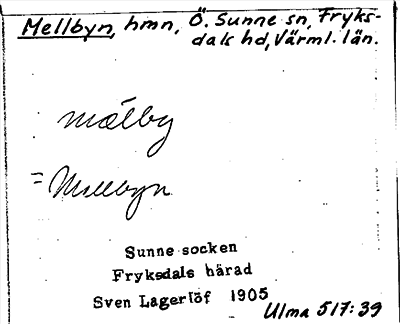 Mellbyn, hmn, Ö. Sunne sn, Fryks-
dals hd, Värml. län.
mælby
= Mellbyn
Sunne socken
Fryksdals härad
Sven Lagerlöf 1905
Ulma 517:39